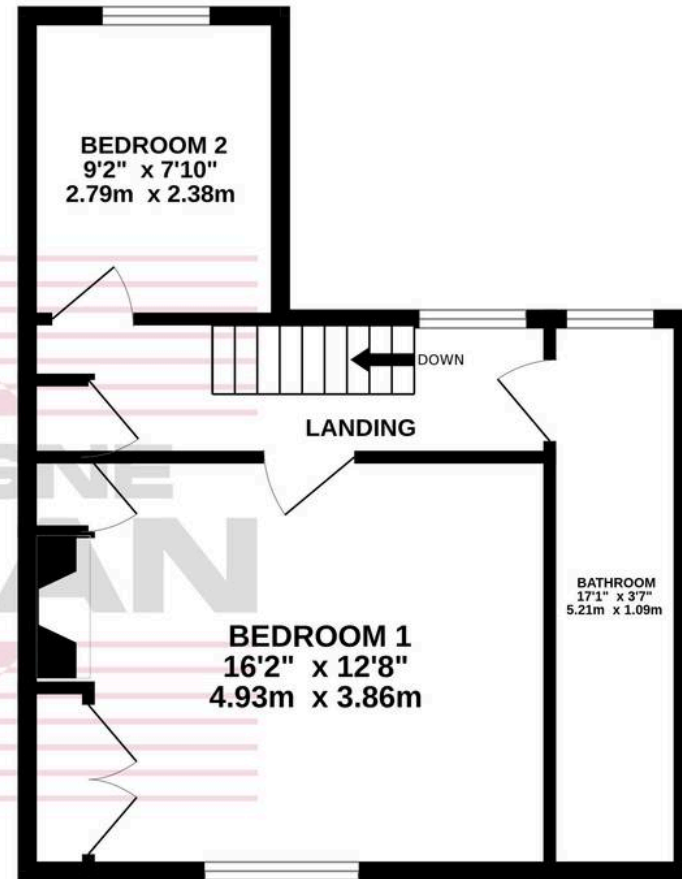 BEDROOM 2
9'2" x 7'10"
2.79m x 2.38m
DOWN
LANDING
BATHROOM
17'1" x 3'7"
5.21m x 1.09m
BEDROOM 1
16'2" x 12'8"
4.93m x 3.86m